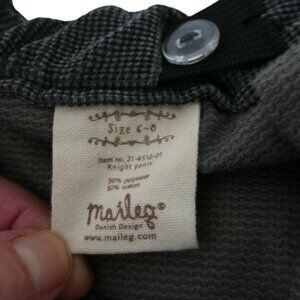 Size 6-8
Item no. 21-4510-02
Knight pants
50% polyester
50% cotton
maileg®
Danish Design
www.maileg.com